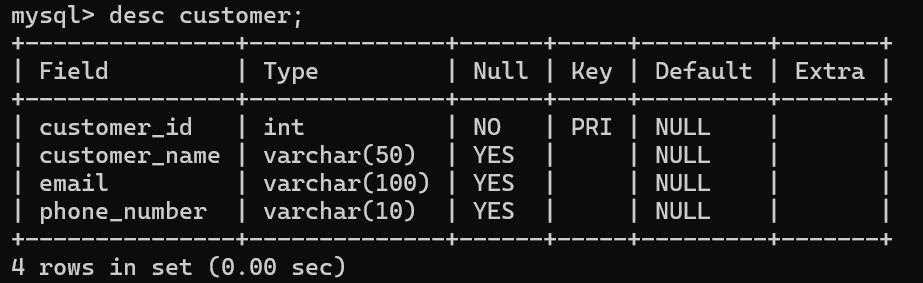 mysql> desc customer;
+---------------+--------------+------+-----+---------+-------+
| Field         | Type         | Null | Key | Default | Extra |
+---------------+--------------+------+-----+---------+-------+
| customer_id   | int          | NO   | PRI | NULL    |       |
| customer_name | varchar(50)  | YES  |     | NULL    |       |
| email         | varchar(100) | YES  |     | NULL    |       |
| phone_number  | varchar(10)  | YES  |     | NULL    |       |
+---------------+--------------+------+-----+---------+-------+
4 rows in set (0.00 sec)